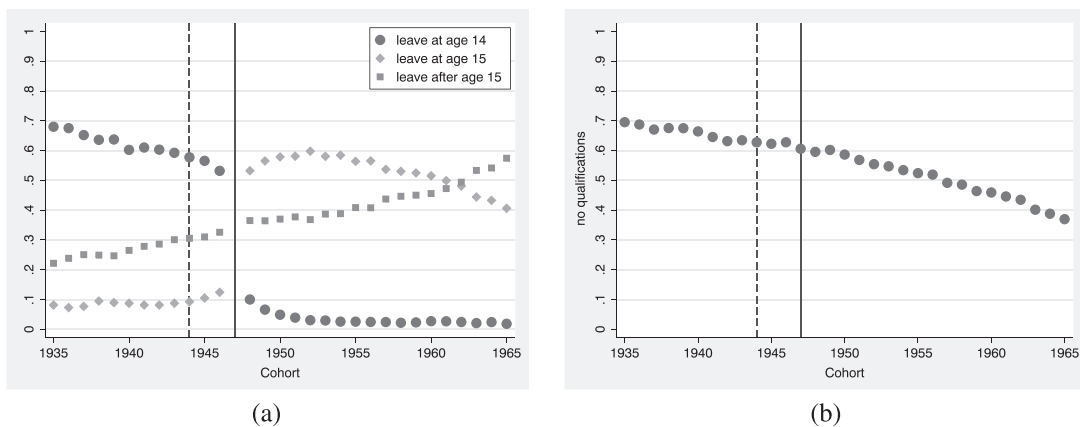 1
.9
.8
.7
.6
.5
.4
.3
.2
.1
0
leave at age 14
leave at age 15
leave after age 15
1935 1940 1945 1950 1955 1960 1965
Cohort
(a)
no qualifications
1
.9
.8
.7
.6
.5
.4
.3
.2
.1
0
1935 1940 1945 1950 1955 1960 1965
Cohort
(b)